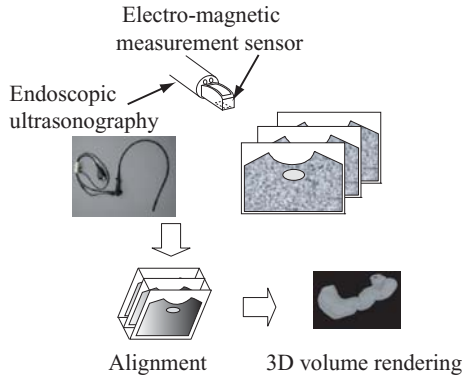 Electro-magnetic
measurement sensor
Endoscopic
ultrasonography
Alignment
3D volume rendering